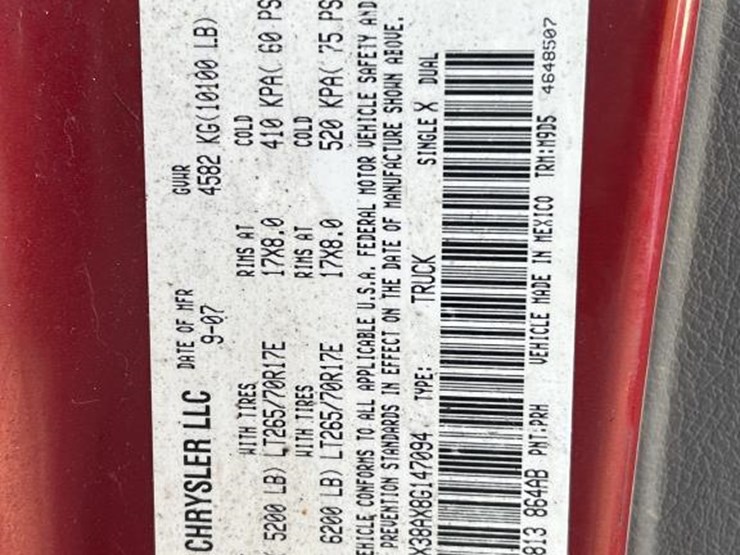 CHRYSLER LLC DATE OF MFR GVWR
9-07 4582 KG(10100 LB)
WITH TIRES RIMS AT COLD
5200 LB) LT265/70R17E 17X8.0 410 KPA( 60 PS
WITH TIRES RIMS AT COLD
6200 LB) LT265/70R17E 17X8.0 520 KPA( 75 PS
EHICLE CONFORMS TO ALL APPLICABLE U.S.A. FEDERAL MOTOR VEHICLE SAFETY AND
PREVENTION STANDARDS IN EFFECT ON THE DATE OF MANUFACTURE SHOWN ABOVE.
X38AX8G147094 TYPE: TRUCK SINGLE X DUAL
813 864AB PNT:PRH VEHICLE MADE IN MEXICO TRM:M9D5 4648507